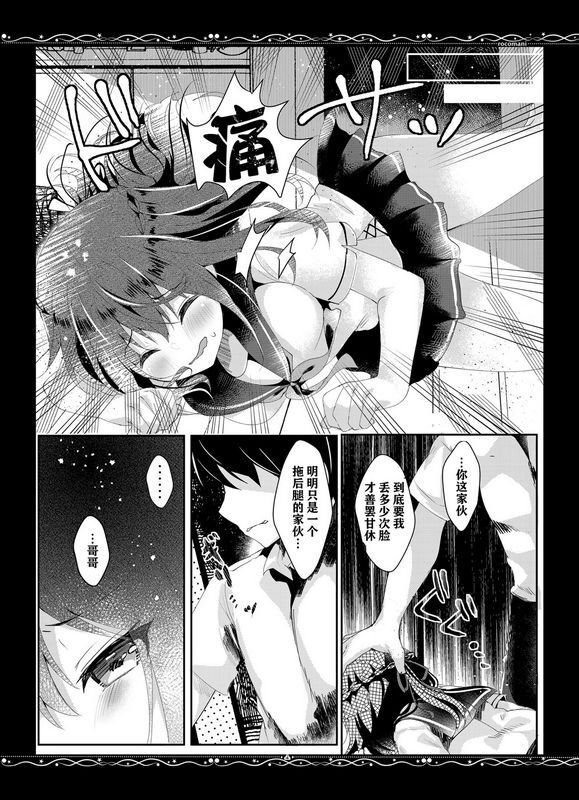 rocomani
ドサッ
痛
…你这家伙
到底要我
丢多少次脸
才善罢甘休
明明只是一个
拖后腿的家伙…
……
…哥哥